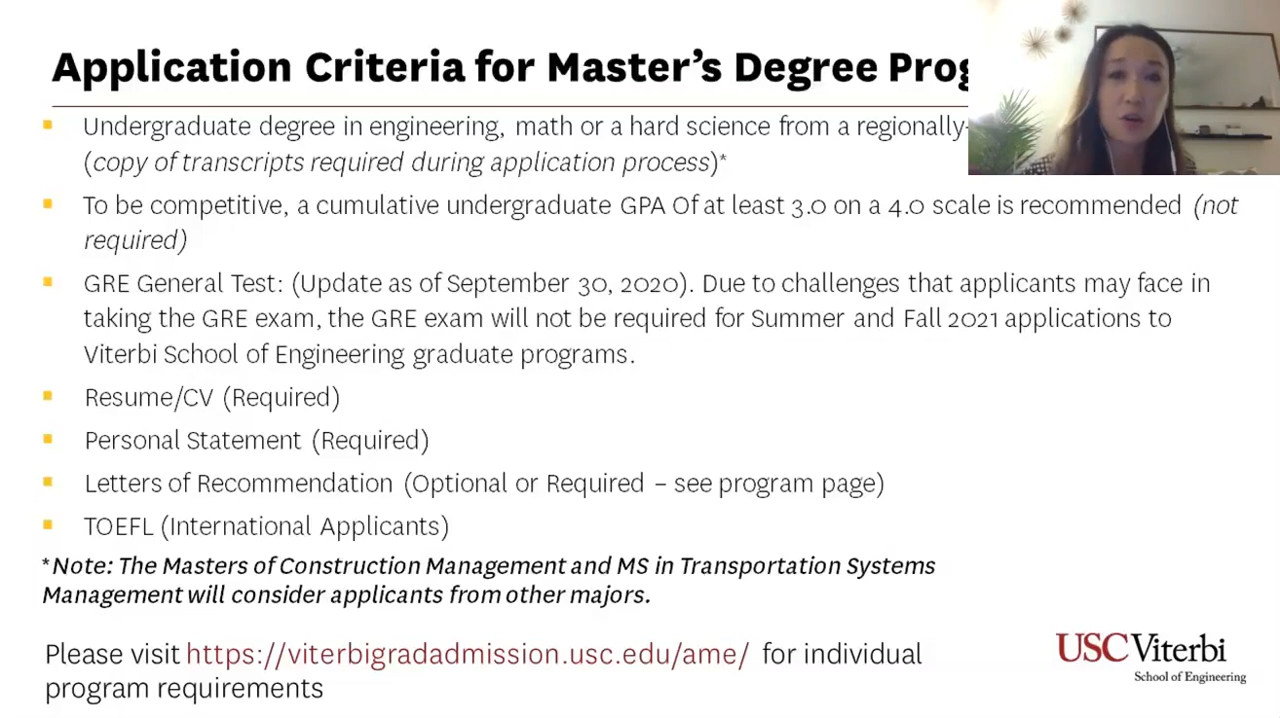 Application Criteria for Master's Degree
Undergraduate degree in engineering, math or a hard science from a regionally-
(copy of transcripts required during application process)*
To be competitive, a cumulative undergraduate GPA Of at least 3.0 on a 4.0 scale is recommended (not
required)
GRE General Test: (Update as of September 30, 2020). Due to challenges that applicants may face in
taking the GRE exam, the GRE exam will not be required for Summer and Fall 2021 applications to
Viterbi School of Engineering graduate programs.
Resume/CV (Required)
Personal Statement (Required)
Letters of Recommendation (Optional or Required – see program page)
TOEFL (International Applicants)
*Note: The Masters of Construction Management and MS in Transportation Systems
Management will consider applicants from other majors.
Please visit https://viterbigradadmission.usc.edu/ame/ for individual
program requirements
USC Viterbi
School of Engineering